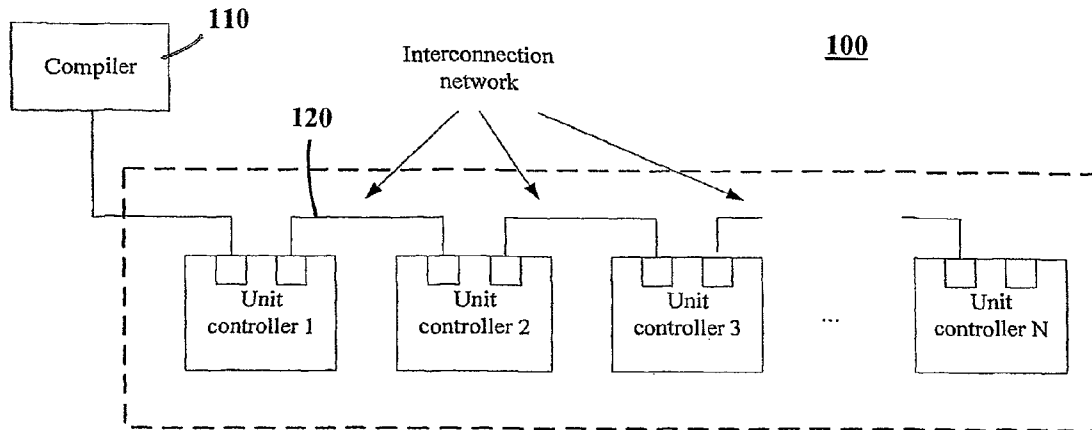 110
Compiler
Interconnection
network
100
120
Unit
controller 1
Unit
controller 2
Unit
controller 3
...
Unit
controller N